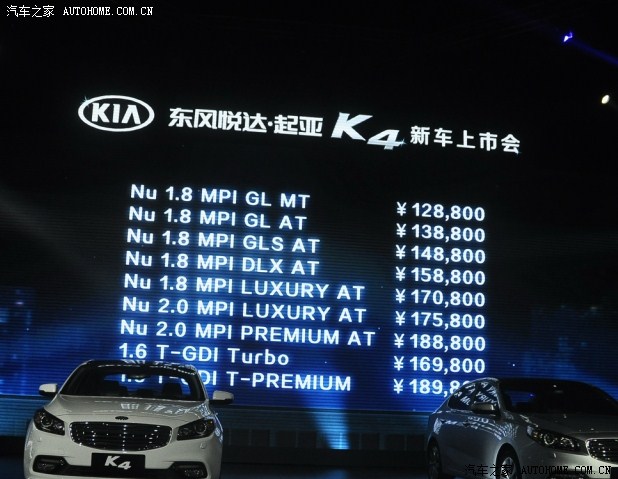 汽车之家 AUTOHOME.COM.CN
KIA 东风悦达·起亚 K4 新车上市会
Nu 1.8 MPI GL MT ￥128,800
Nu 1.8 MPI GL AT ￥138,800
Nu 1.8 MPI GLS AT ￥148,800
Nu 1.8 MPI DLX AT ￥158,800
Nu 1.8 MPI LUXURY AT ￥170,800
Nu 2.0 MPI LUXURY AT ￥175,800
Nu 2.0 MPI PREMIUM AT ￥188,800
1.6 T-GDI Turbo ￥169,800
T-PREMIUM
K4
汽车之家 AUTOHOME.COM.CN